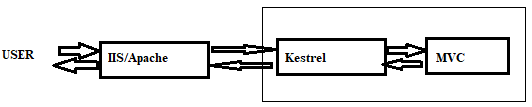 USER
IIS/Apache
Kestrel
MVC